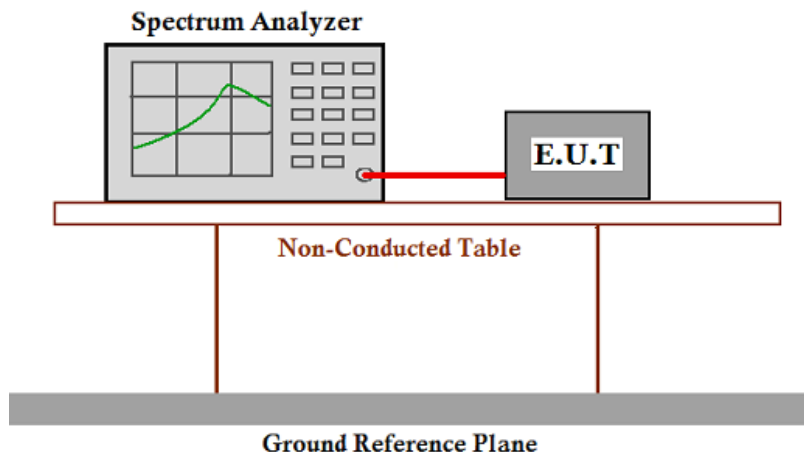 Spectrum Analyzer
E.U.T
Non-Conducted Table
Ground Reference Plane